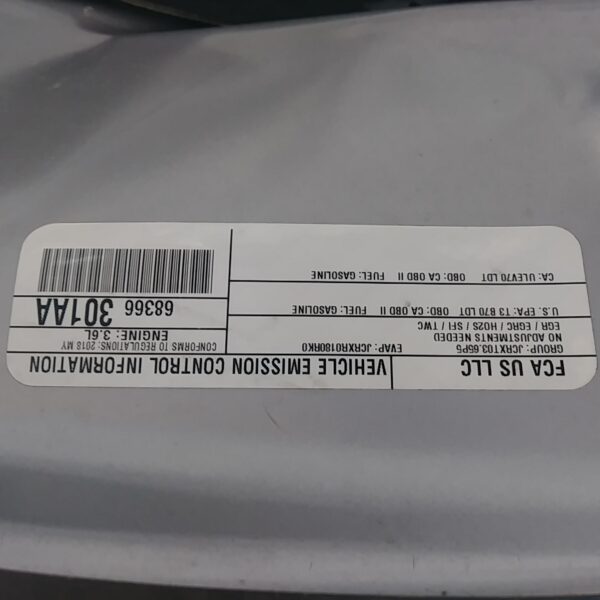 FCA US LLC
VEHICLE EMISSION CONTROL INFORMATION
GROUP: JCRXT03.65P5
EVAP: JCRXR0180RK0
NO ADJUSTMENTS NEEDED
EGR / EGRC / HO2S / SFI / TWC
CONFORMS TO REGULATIONS: 2018 MY
ENGINE: 3.6L
U.S. EPA: T3 B70 LDT OBD: CA OBD II FUEL: GASOLINE
CA: ULEV70 LDT OBD: CA OBD II FUEL: GASOLINE
68366
301AA